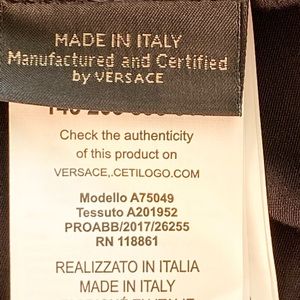 MADE IN ITALY
Manufactured and Certified
by VERSACE
Check the authenticity
of this product on
VERSACE,.CETILOGO.COM
Modello A75049
Tessuto A201952
PROABB/2017/26255
RN 118861
REALIZZATO IN ITALIA
MADE IN ITALY